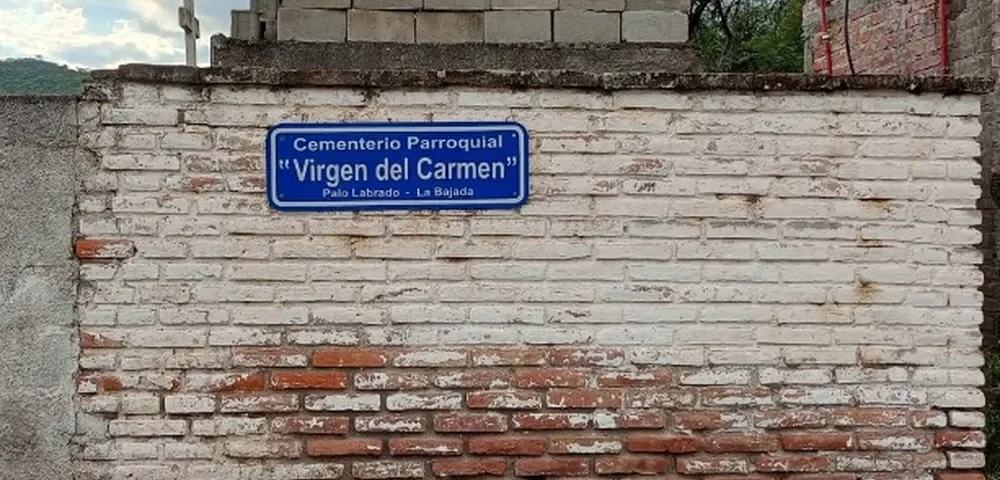 Cementerio Parroquial
"Virgen del Carmen"
Palo Labrado - La Bajada